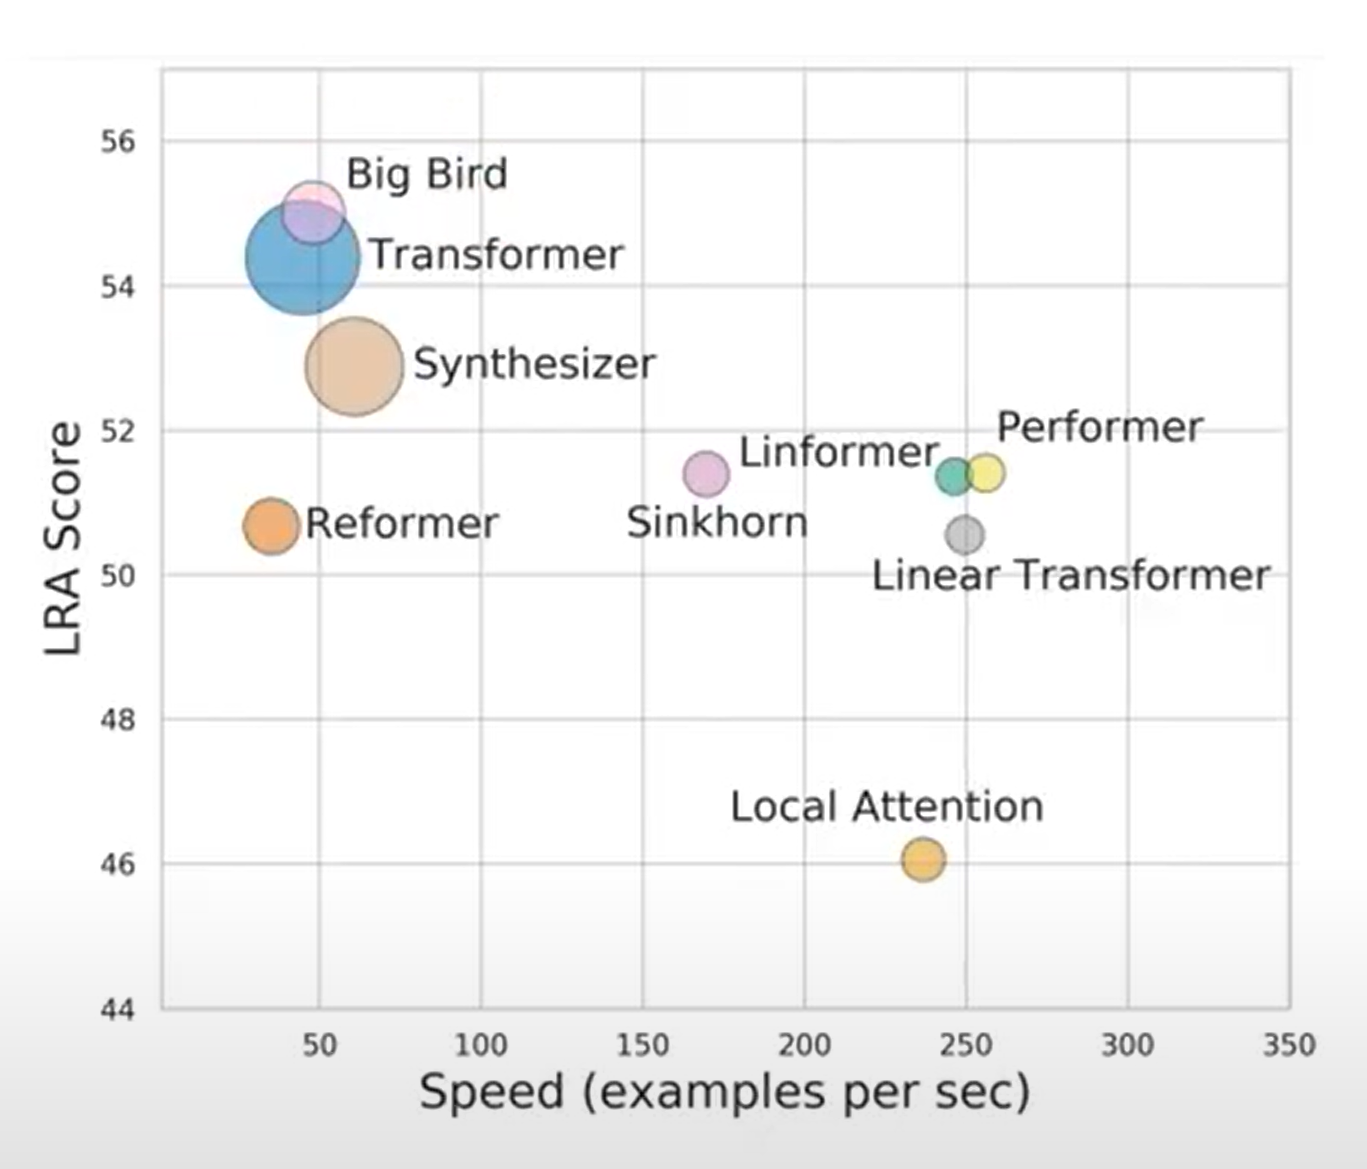 56
Big Bird
Transformer
54
Synthesizer
52
Performer
Linformer
Sinkhorn
Reformer
50
Linear Transformer
48
Local Attention
46
44
LRA Score
50 100 150 200 250 300 350
Speed (examples per sec)